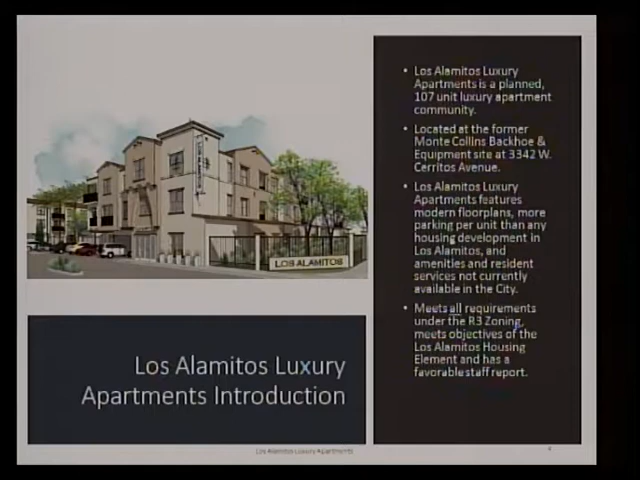 Los Alamitos Luxury
Apartments is a planned,
107 unit luxury apartment
community.
Located at the former
Monte Collins Backhoe &
Equipment site at 3342 W.
Cerritos Avenue.
Los Alamitos Luxury
Apartments features
modern floorplans, more
parking per unit than any
housing development in
Los Alamitos, and
amenities and resident
services not currently
available in the City.
Meets all requirements
under the R3 Zoning,
meets objectives of the
Los Alamitos Housing
Element and has a
favorable staff report.
LOS ALAMITOS
LOS ALAMITOS
Los Alamitos Luxury
Apartments Introduction
Los Alamitos Luxury Apartments
4